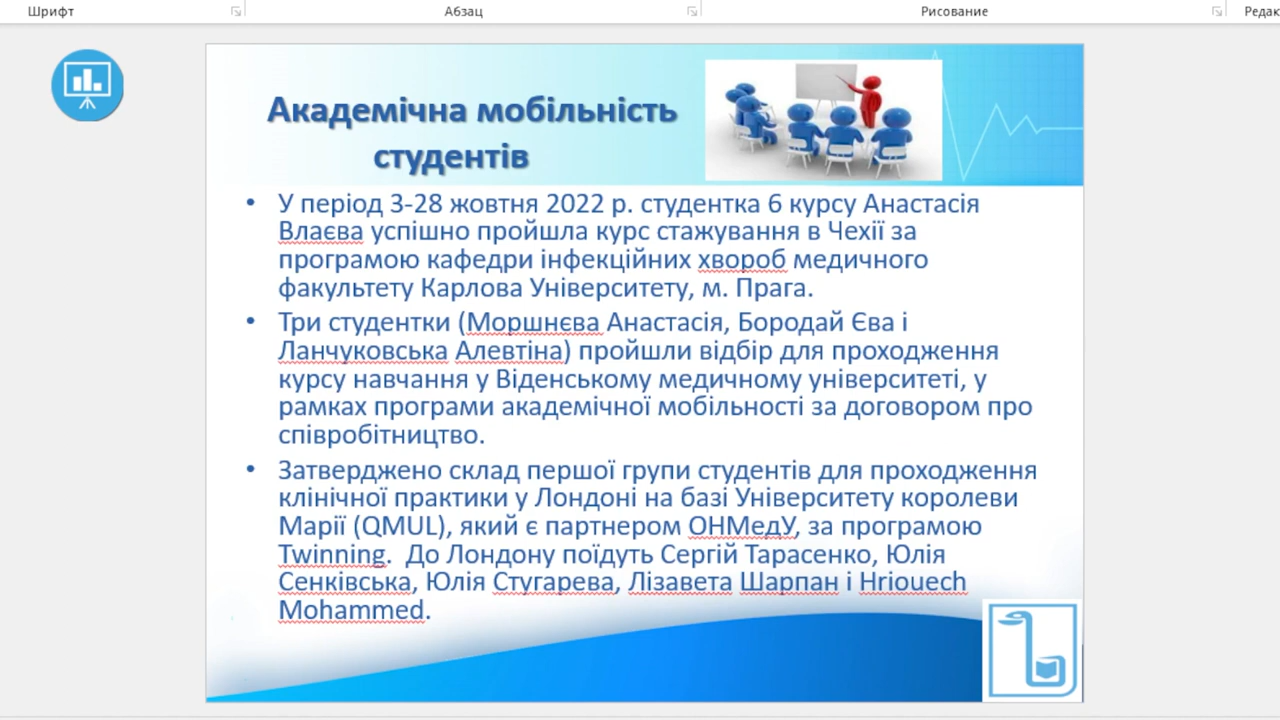 Шрифт
Абзац
Рисование
Редак
Академічна мобільність
студентів
• У період 3-28 жовтня 2022 р. студентка 6 курсу Анастасія
Влаєва успішно пройшла курс стажування в Чехії за
програмою кафедри інфекційних хвороб медичного
факультету Карлова Університету, м. Прага.
• Три студентки (Моршнєва Анастасія, Бородай Єва і
Ланчуковська Алевтіна) пройшли відбір для проходження
курсу навчання у Віденському медичному університеті, у
рамках програми академічної мобільності за договором про
співробітництво.
• Затверджено склад першої групи студентів для проходження
клінічної практики у Лондоні на базі Університету королеви
Марії (QMUL), який є партнером ОНМедУ, за програмою
Twinning.  До Лондону поїдуть Сергій Тарасенко, Юлія
Сенківська, Юлія Стугарева, Лізавета Шарпан і Hriouech
Mohammed.